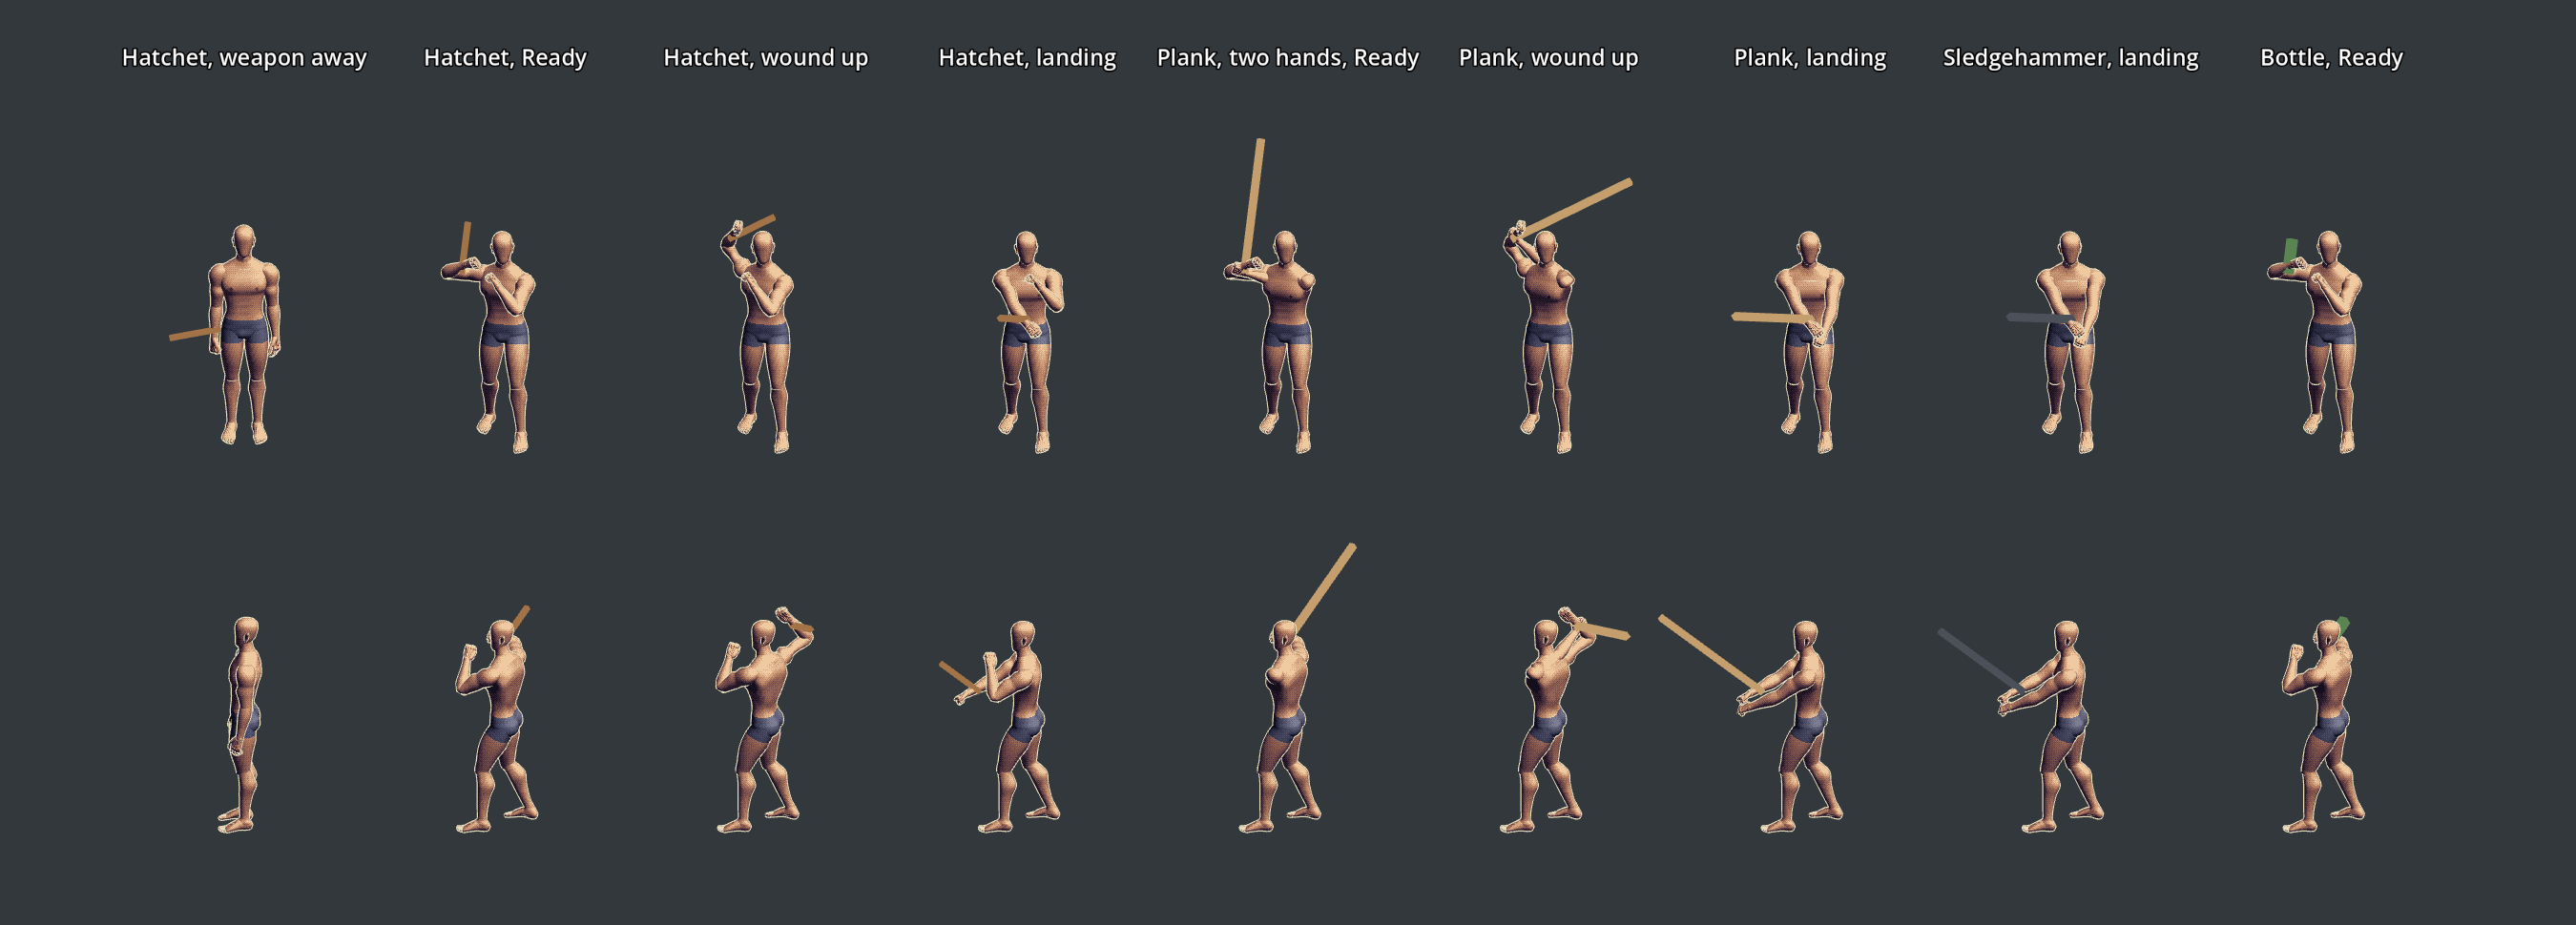 Hatchet, weapon away
Hatchet, Ready
Hatchet, wound up
Hatchet, landing
Plank, two hands, Ready
Plank, wound up
Plank, landing
Sledgehammer, landing
Bottle, Ready